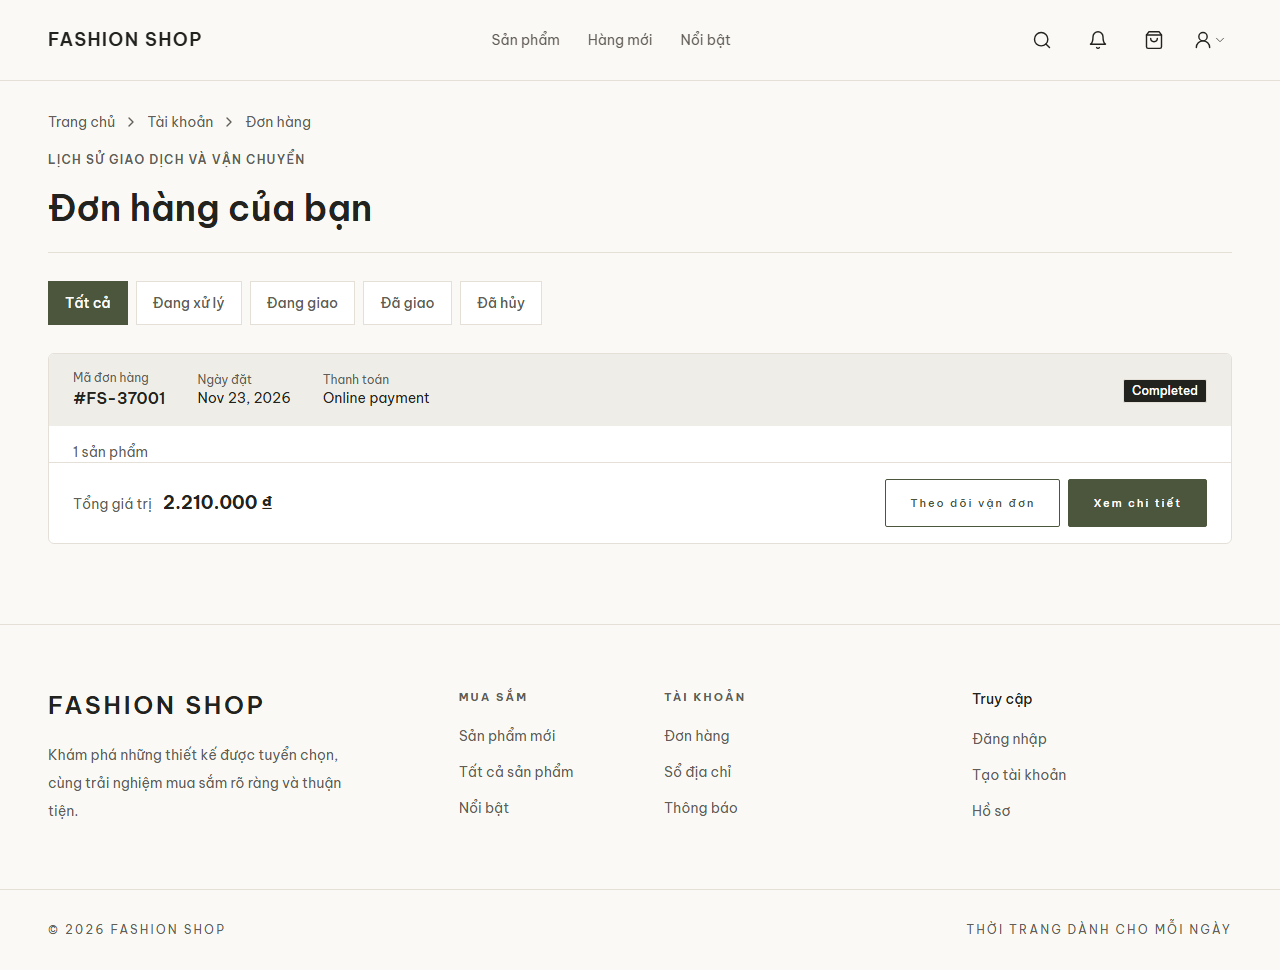 FASHION SHOP
Sản phẩm
Hàng mới
Nổi bật
Trang chủ
Tài khoản
Đơn hàng
LỊCH SỬ GIAO DỊCH VÀ VẬN CHUYỂN
Đơn hàng của bạn
Tất cả
Đang xử lý
Đang giao
Đã giao
Đã hủy
Mã đơn hàng
#FS-37001
Ngày đặt
Nov 23, 2026
Thanh toán
Online payment
Completed
1 sản phẩm
Tổng giá trị 2.210.000 ₫
Theo dõi vận đơn
Xem chi tiết
FASHION SHOP
Khám phá những thiết kế được tuyển chọn,
cùng trải nghiệm mua sắm rõ ràng và thuận
tiện.
MUA SẮM
Sản phẩm mới
Tất cả sản phẩm
Nổi bật
TÀI KHOẢN
Đơn hàng
Sổ địa chỉ
Thông báo
Truy cập
Đăng nhập
Tạo tài khoản
Hồ sơ
© 2026 FASHION SHOP
THỜI TRANG DÀNH CHO MỖI NGÀY